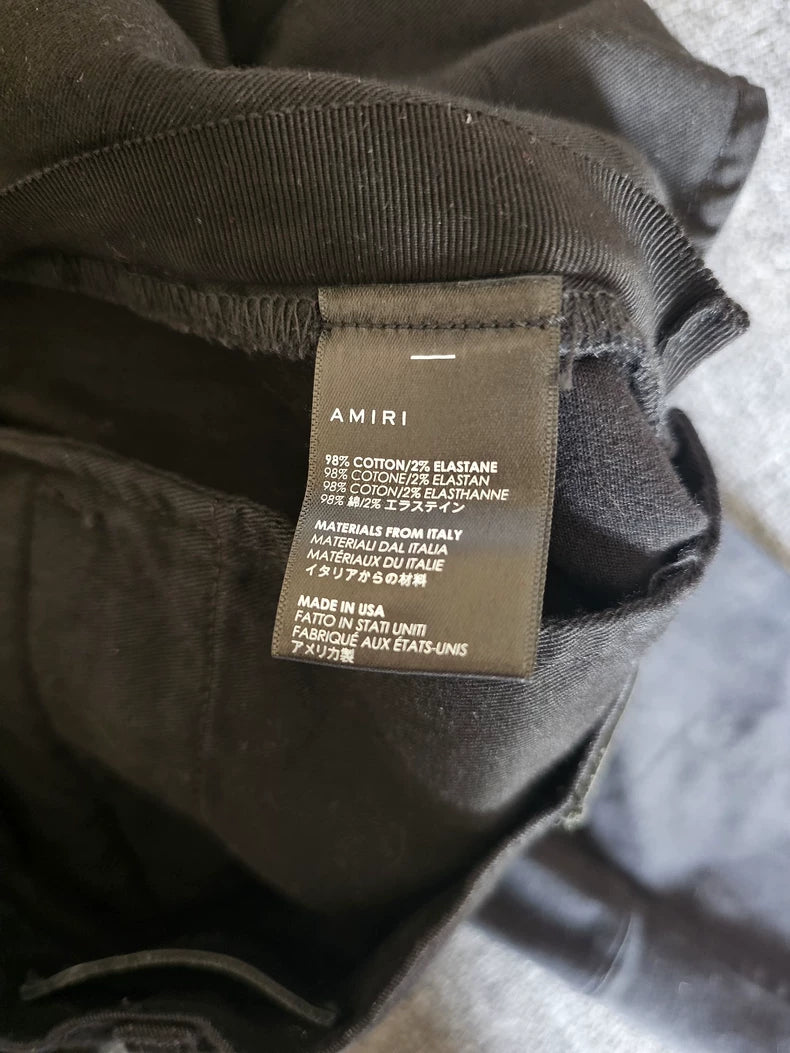 AMIRI
98% COTTON/2% ELASTANE
98% COTONE/2% ELASTAN
98% COTON/2% ELASTHANNE
98% 綿/2% エラステイン
MATERIALS FROM ITALY
MATERIALI DAL ITALIA
MATÉRIAUX DU ITALIE
イタリアからの材料
MADE IN USA
FATTO IN STATI UNITI
FABRIQUÉ AUX ÉTATS-UNIS
アメリカ製